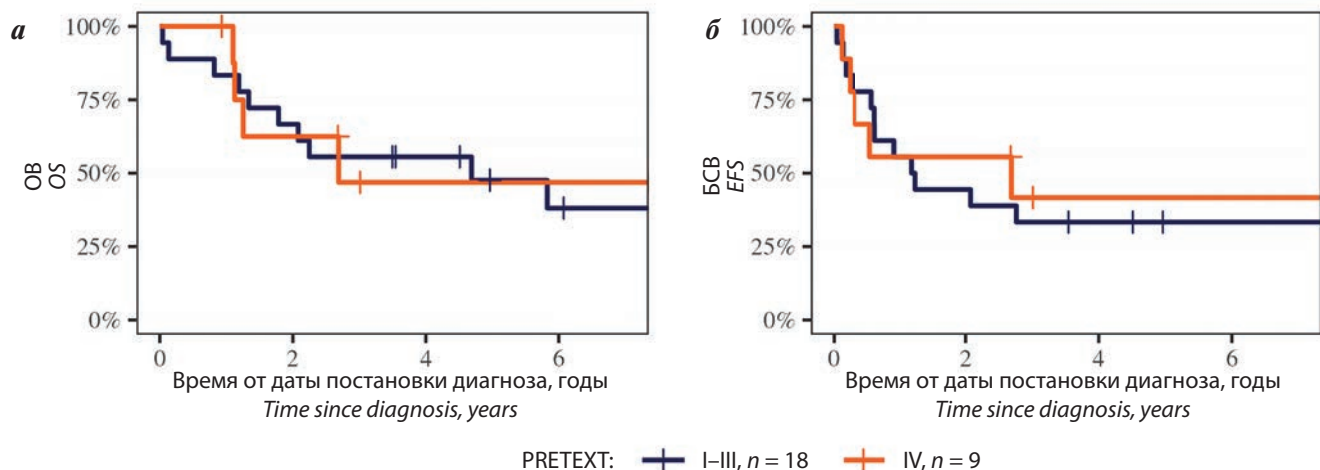 а
100%
75%
50%
25%
0%
ОВ
OS
0 2 4 6
Время от даты постановки диагноза, годы
Time since diagnosis, years
б
100%
75%
50%
25%
0%
БСВ
EFS
0 2 4 6
Время от даты постановки диагноза, годы
Time since diagnosis, years
PRETEXT: I–III, n = 18 IV, n = 9